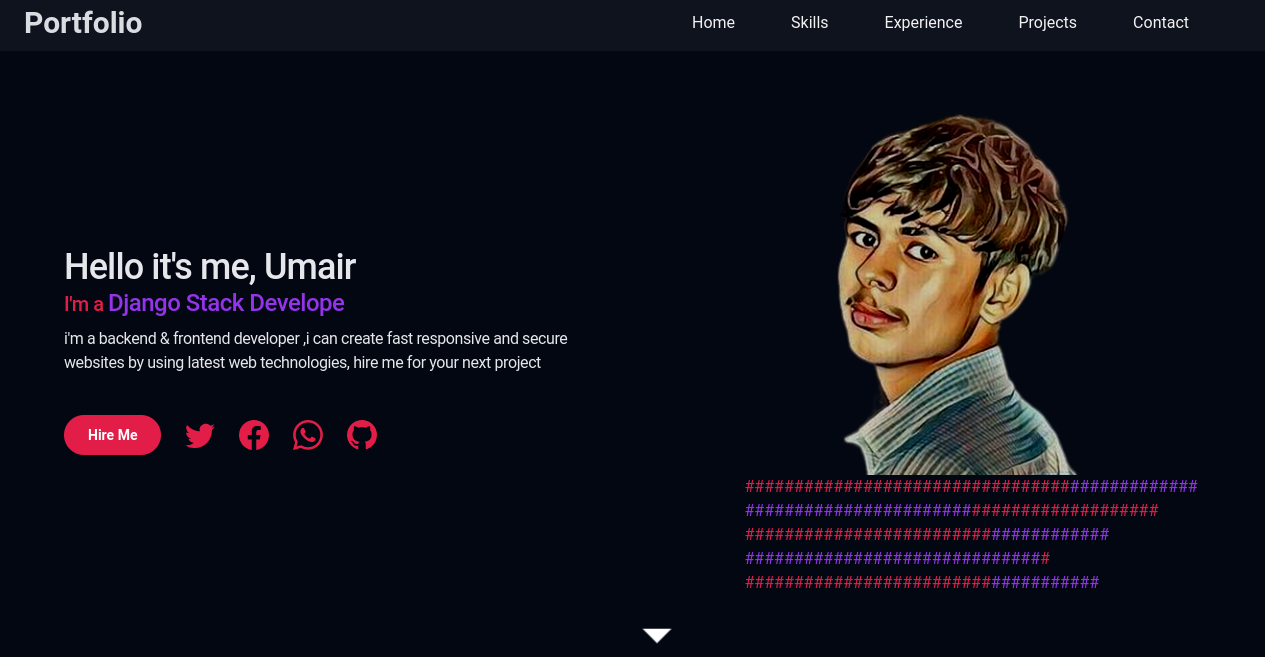 Portfolio
Home Skills Experience Projects Contact
Hello it's me, Umair
I'm a Django Stack Develope
i'm a backend & frontend developer ,i can create fast responsive and secure
websites by using latest web technologies, hire me for your next project
Hire Me
##############################################
##########################################
#####################################
###############################
####################################